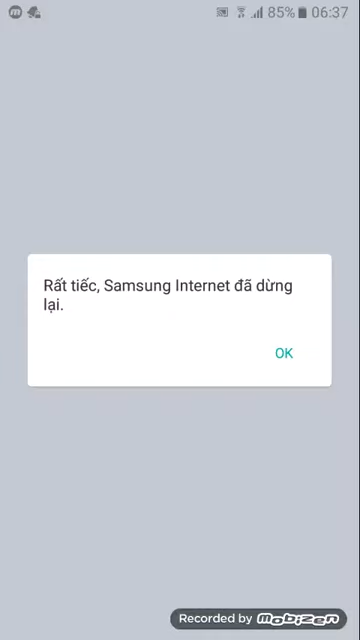 85% 06:37
Rất tiếc, Samsung Internet đã dừng
lại.
OK
Recorded by Mobizen